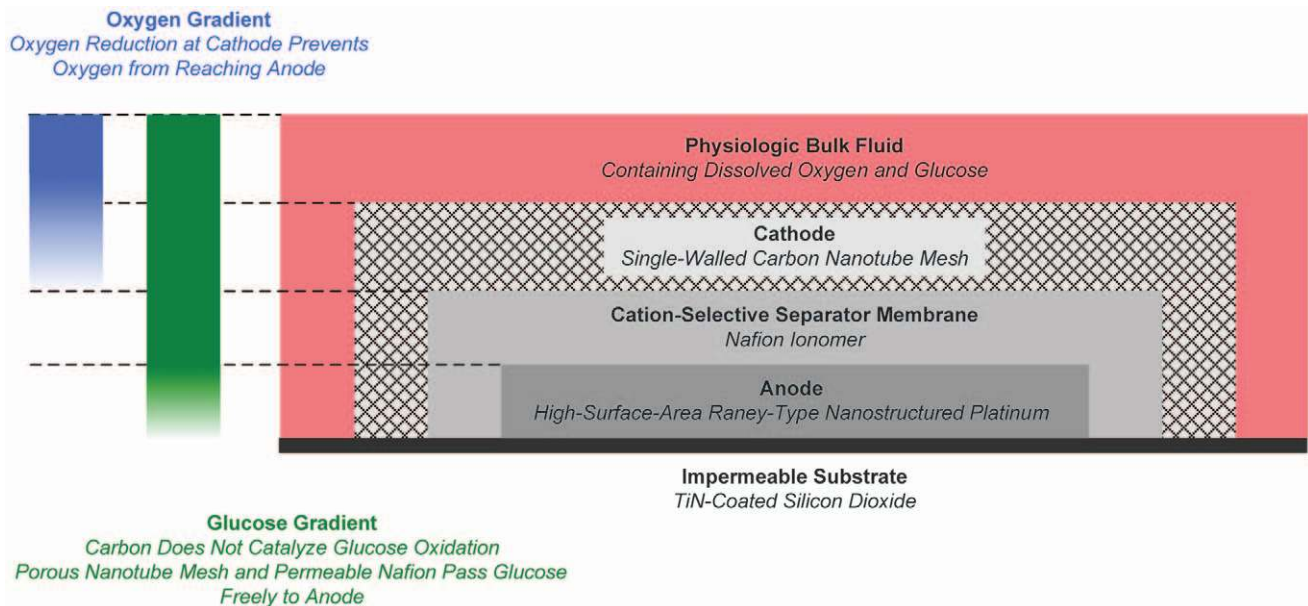 Oxygen Gradient
Oxygen Reduction at Cathode Prevents
Oxygen from Reaching Anode
Physiologic Bulk Fluid
Containing Dissolved Oxygen and Glucose
Cathode
Single-Walled Carbon Nanotube Mesh
Cation-Selective Separator Membrane
Nafion Ionomer
Anode
High-Surface-Area Raney-Type Nanostructured Platinum
Impermeable Substrate
TiN-Coated Silicon Dioxide
Glucose Gradient
Carbon Does Not Catalyze Glucose Oxidation
Porous Nanotube Mesh and Permeable Nafion Pass Glucose
Freely to Anode